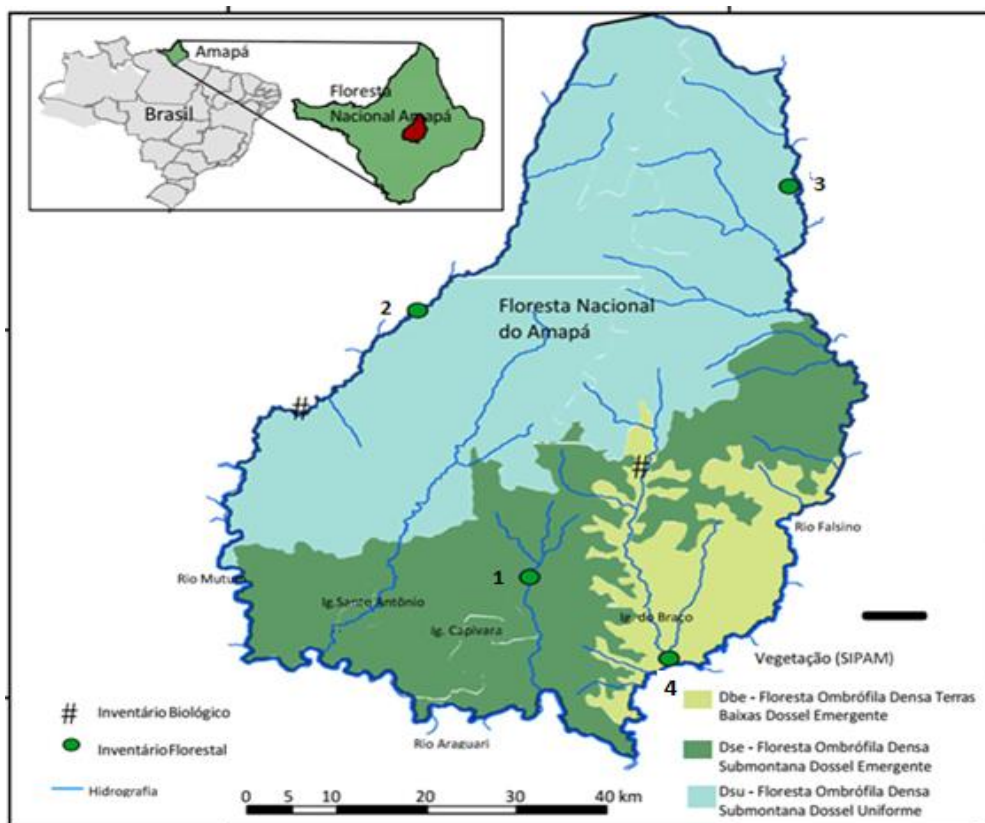 Amapá
Floresta
Nacional Amapá
Brasil
3
2
Floresta Nacional
do Amapá
#
#
Rio Falsino
1
Rio Mutum
Ig.Santo Antônio
Ig. Capivara
Ig. do Braço
Vegetação (SIPAM)
4
Dbe - Floresta Ombrófila Densa Terras
Baixas Dossel Emergente
# Inventário Biológico
Rio Araguari
Inventário Florestal
Dse - Floresta Ombrófila Densa
Submontana Dossel Emergente
Hidrografia
0 5 10 20 30 40 km
Dsu - Floresta Ombrófila Densa
Submontana Dossel Uniforme